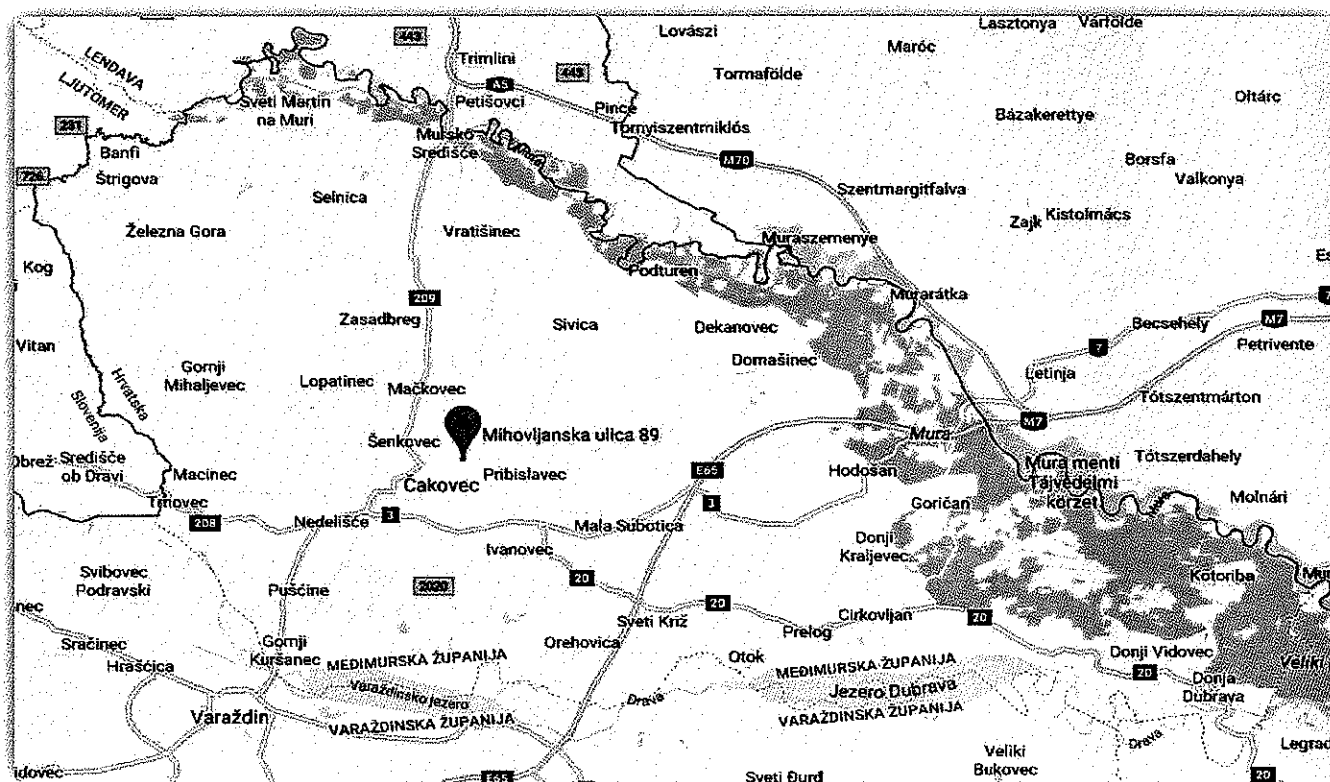 Lasztonya
Várfölde
Lovászi
Maróc
443
Trimlini
LENDAVA
LJUTOMER
443
Tormafölde
A5
Sveti Martin
na Muri
Petišovci
Pince
Oltárc
Bázakerettye
231
Mursko
Središče
Tornyiszentmiklós
Banfi
Borsfa
M70
726
Štrigova
Valkonya
Selnica
Szentmargitfalva
Kistolmács
Zajk
Železna Gora
Vratišinec
Muraszemenye
Kog
Podturen
209
Murarátka
Zasadbreg
Sivica
Dekanovec
Becsehely
M7
Vitan
Domašinec
7
Petrivente
Gornji
Mihaljevec
Lopatinec
Mačkovec
Letinja
Hrvatska
Slovenija
Tótszentmárton
M7
Šenkovec
Mihovljanska ulica 89
Mura
Obrež
Središče
ob Dravi
Macinec
Pribislavec
E65
Hodošan
Mura menti
Tájvédelmi
körzet
Tótszerdahely
Čakovec
Trnovec
Goričan
Molnári
208
Nedelišće
3
Mala Subotica
3
Ivanovec
Donji
Kraljevec
Svibovec
Podravski
Pušćine
2020
20
Kotoriba
20
Sveti Križ
Cirkovljan
20
Prelog
Sračinec
Hrašćica
Gornji
Kuršanec
Orehovica
MEĐIMURSKA ŽUPANIJA
Otok
MEĐIMURSKA ŽUPANIJA
Donji Vidovec
Veliki
Varaždinsko jezero
Drava
Jezero Dubrava
20
Donja
Dubrava
Varaždin
VARAŽDINSKA ŽUPANIJA
VARAŽDINSKA ŽUPANIJA
Drava
Legrad
Veliki
Bukovec
E65
Sveti Đurđ
20